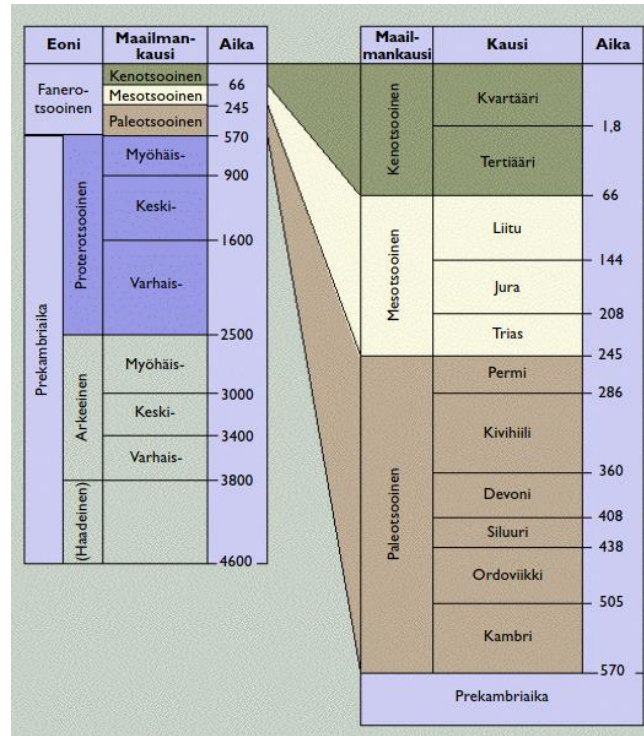 Eoni
Maailman-
kausi
Aika
Fanero-
tsooinen
Kenotsooinen
66
Mesotsooinen
245
Paleotsooinen
570
Prekambriaika
Proterotsooinen
Myöhäis-
900
Keski-
1600
Varhais-
2500
Arkeeinen
Myöhäis-
3000
Keski-
3400
Varhais-
3800
(Haadeinen)
4600
Maail-
mankausi
Kausi
Aika
Kenotsooinen
Kvartääri
1,8
Tertiääri
66
Mesotsooinen
Liitu
144
Jura
208
Trias
245
Paleotsooinen
Permi
286
Kivihiili
360
Devoni
408
Siluuri
438
Ordoviikki
505
Kambri
570
Prekambriaika